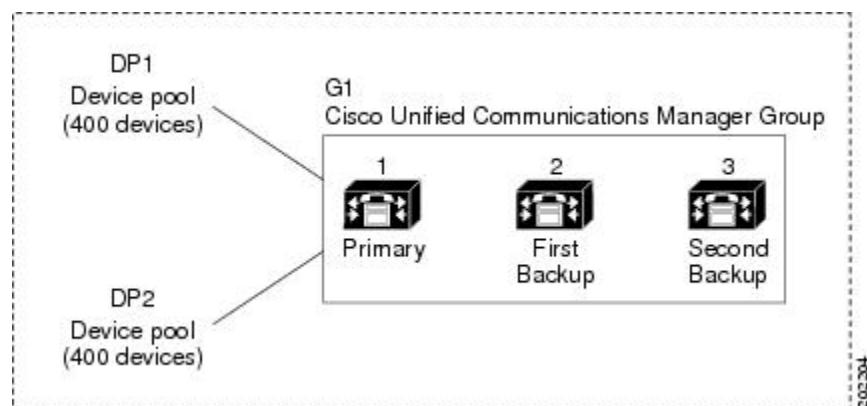 DP1
Device pool
(400 devices)
G1
Cisco Unified Communications Manager Group
1
2
3
Primary
First
Backup
Second
Backup
DP2
Device pool
(400 devices)